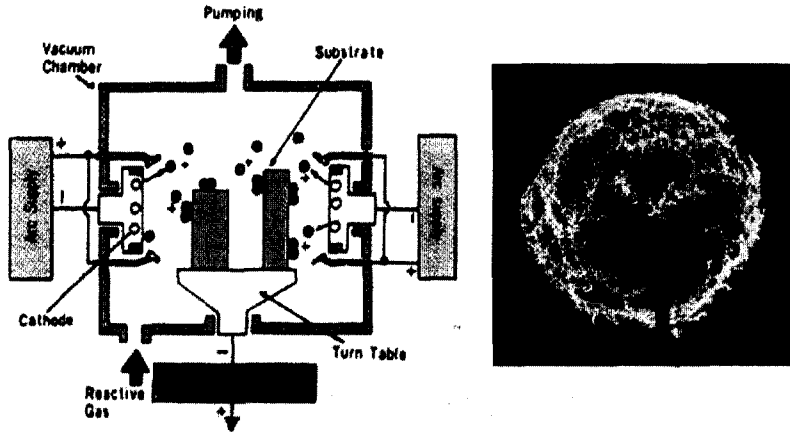 Pumping
Vacuum
Chamber
Substrate
+
+
+
+
+
+
Arc Supply
-
-
+
+
Cathode
Turn Table
-
Reactive
Gas
+